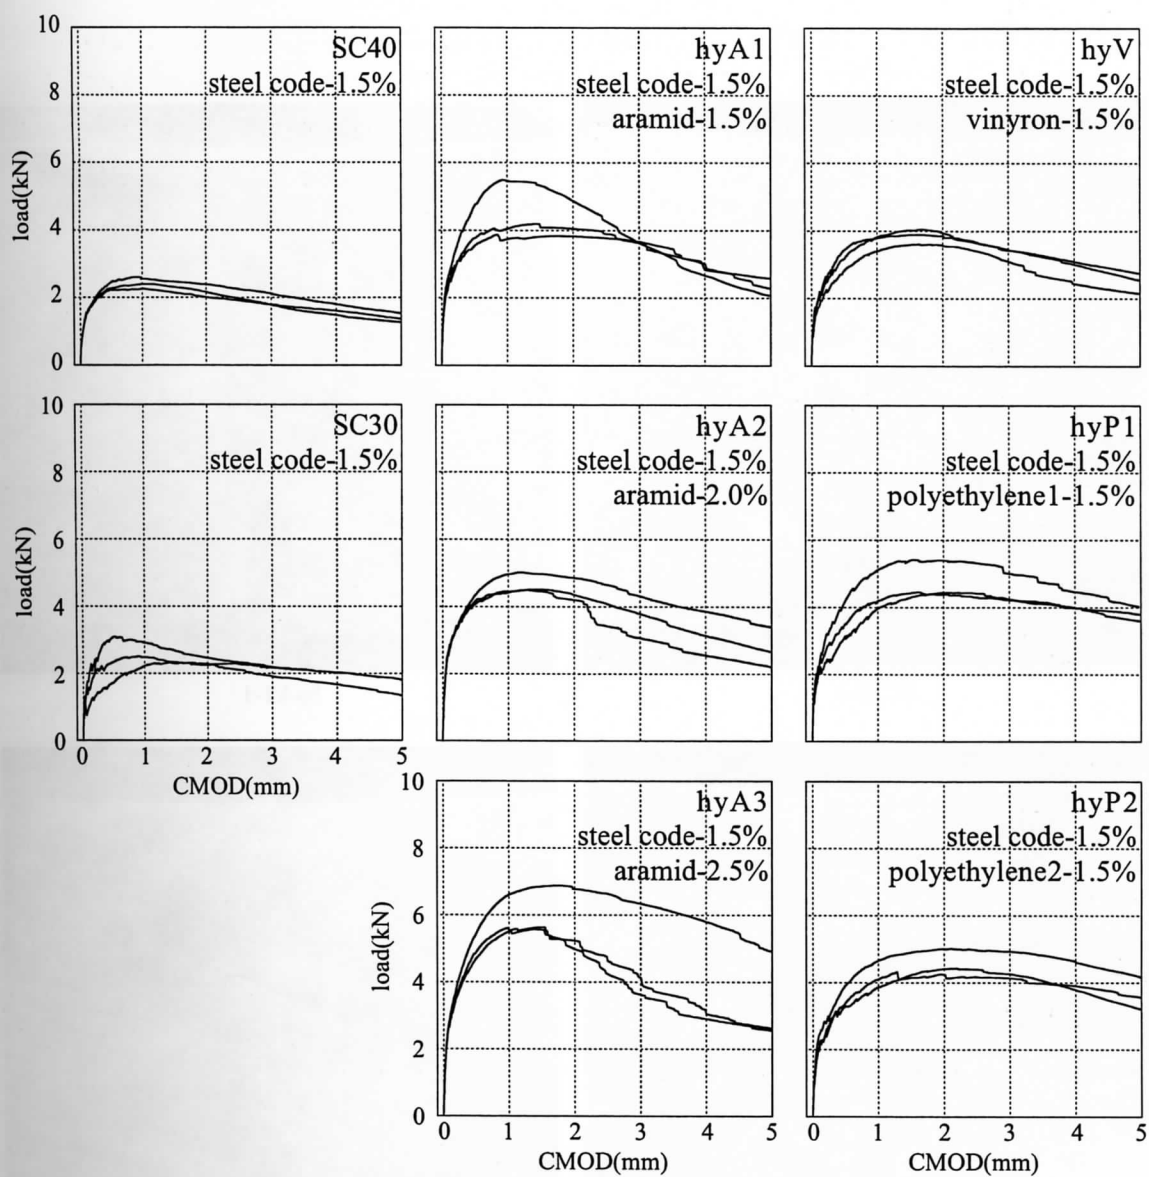 10
8
6
4
2
0
load(kN)
SC40
steel code-1.5%
hyA1
steel code-1.5%
aramid-1.5%
hyV
steel code-1.5%
vinyron-1.5%
10
8
6
4
2
0
load(kN)
SC30
steel code-1.5%
0 1 2 3 4 5
CMOD(mm)
hyA2
steel code-1.5%
aramid-2.0%
hyP1
steel code-1.5%
polyethylene1-1.5%
10
8
6
4
2
0
load(kN)
hyA3
steel code-1.5%
aramid-2.5%
0 1 2 3 4 5
CMOD(mm)
hyP2
steel code-1.5%
polyethylene2-1.5%
0 1 2 3 4 5
CMOD(mm)